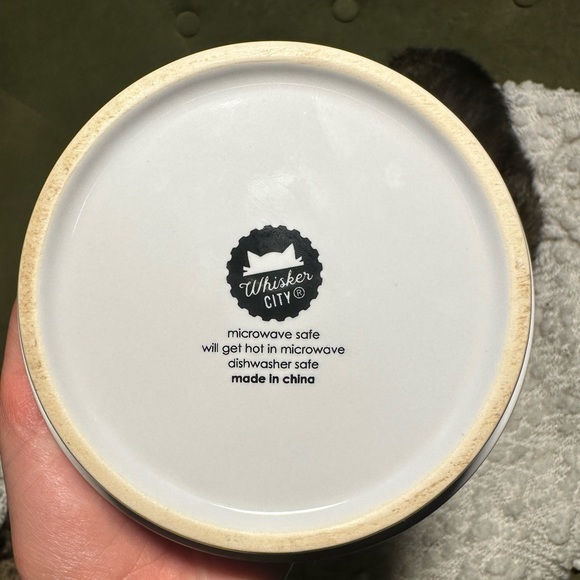 Whisker
CITY®
microwave safe
will get hot in microwave
dishwasher safe
made in china